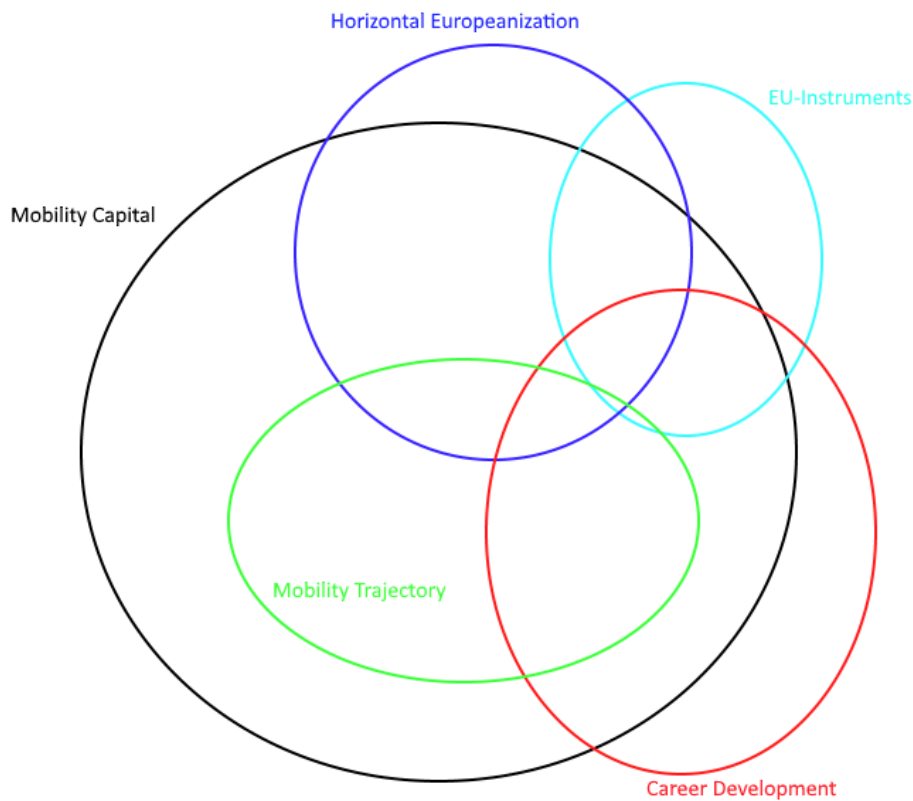 Horizontal Europeanization
EU-Instruments
Mobility Capital
Mobility Trajectory
Career Development